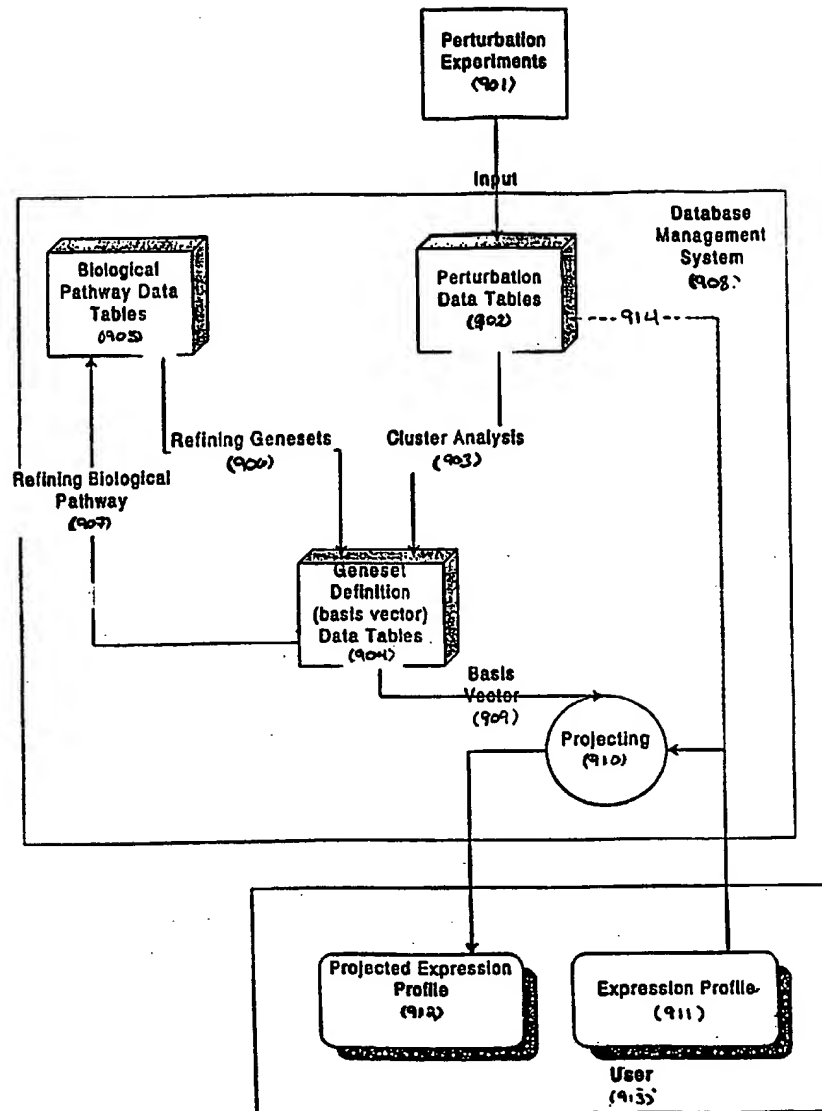 Perturbation
Experiments
(901)
Input
Database
Management
System
(908)
Biological
Pathway Data
Tables
(905)
Perturbation
Data Tables
(902)
914
Refining Genesets
(906)
Cluster Analysis
(903)
Refining Biological
Pathway
(907)
Geneset
Definition
(basis vector)
Data Tables
(904)
Basis
Vector
(909)
Projecting
(910)
Projected Expression
Profile
(912)
Expression Profile
(911)
User
(913)